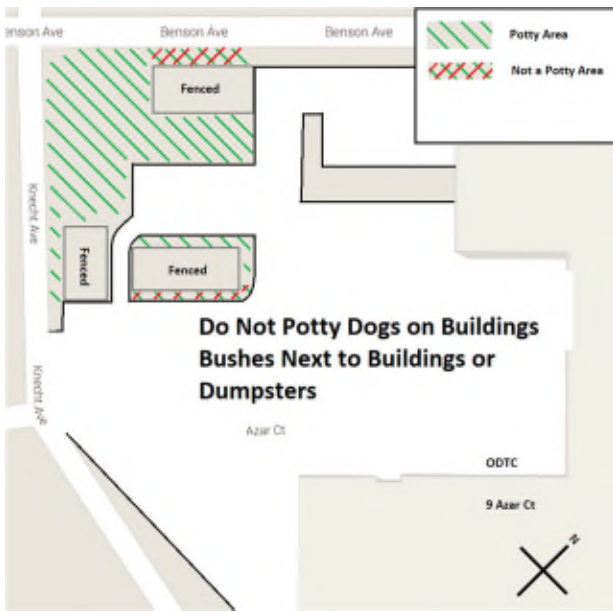 enson Ave
Benson Ave
Benson Ave
Potty Area
Not a Potty Area
Fenced
Knecht Ave
Fenced
Fenced
Do Not Potty Dogs on Buildings
Bushes Next to Buildings or
Dumpsters
Knecht Ave
Azar Ct
ODTC
9 Azar Ct
N